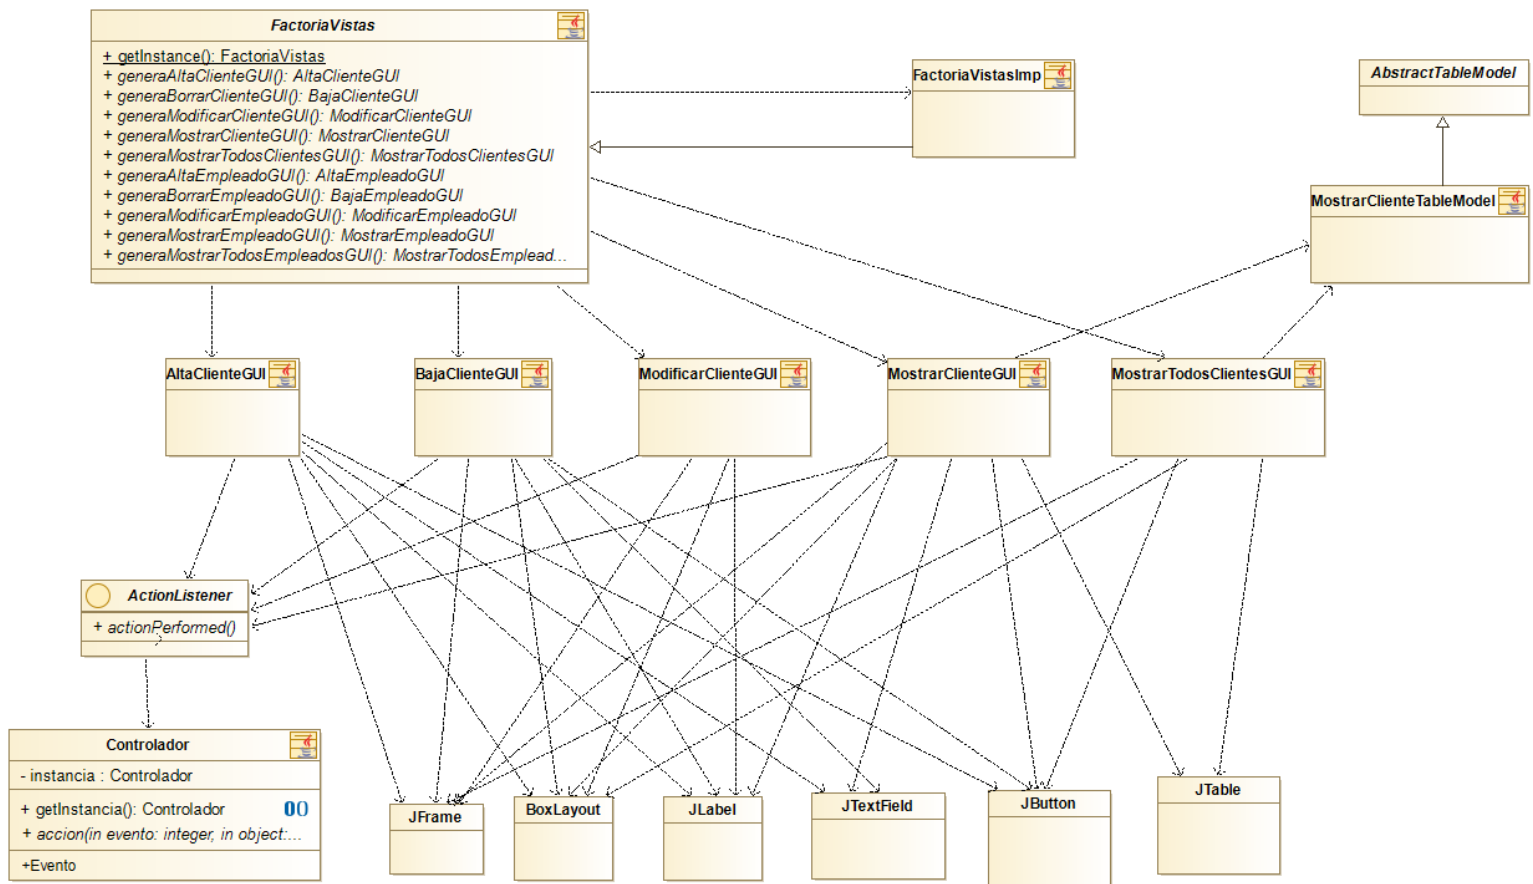 FactoriaVistas
+ getInstance(): FactoriaVistas
+ generaAltaClienteGUI(): AltaClienteGUI
+ generaBorrarClienteGUI(): BajaClienteGUI
+ generaModificarClienteGUI(): ModificarClienteGUI
+ generaMostrarClienteGUI(): MostrarClienteGUI
+ generaMostrarTodosClientesGUI(): MostrarTodosClientesGUI
+ generaAltaEmpleadoGUI(): AltaEmpleadoGUI
+ generaBorrarEmpleadoGUI(): BajaEmpleadoGUI
+ generaModificarEmpleadoGUI(): ModificarEmpleadoGUI
+ generaMostrarEmpleadoGUI(): MostrarEmpleadoGUI
+ generaMostrarTodosEmpleadosGUI(): MostrarTodosEmplead...
FactoriaVistasImp
AbstractTableModel
MostrarClienteTableModel
AltaClienteGUI
BajaClienteGUI
ModificarClienteGUI
MostrarClienteGUI
MostrarTodosClientesGUI
ActionListener
+ actionPerformed()
Controlador
- instancia : Controlador
+ getInstancia(): Controlador
+ accion(in evento: integer, in object:...
+Evento
JFrame
BoxLayout
JLabel
JTextField
JButton
JTable